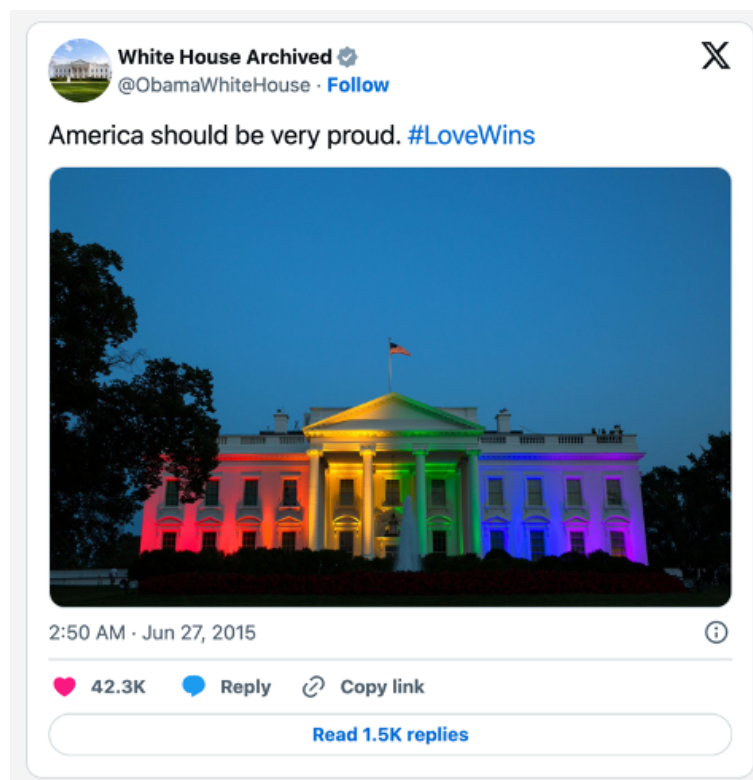 White House Archived
@ObamaWhiteHouse · Follow
America should be very proud. #LoveWins
2:50 AM · Jun 27, 2015
42.3K Reply Copy link
Read 1.5K replies